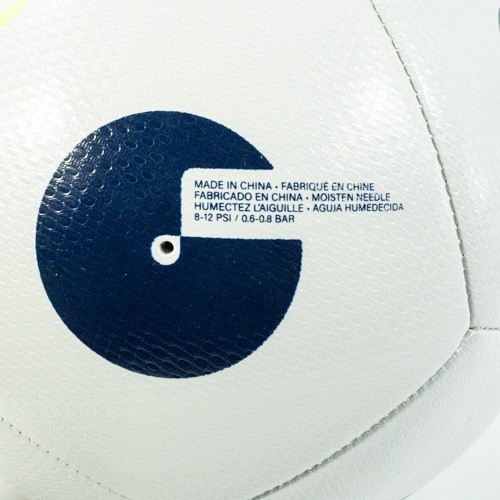 MADE IN CHINA • FABRIQUÉ EN CHINE
FABRICADO EN CHINA • MOISTEN NEEDLE
HUMECTEZ L'AIGUILLE • AGUJA HUMEDECIDA
8-12 PSI / 0.6-0.8 BAR